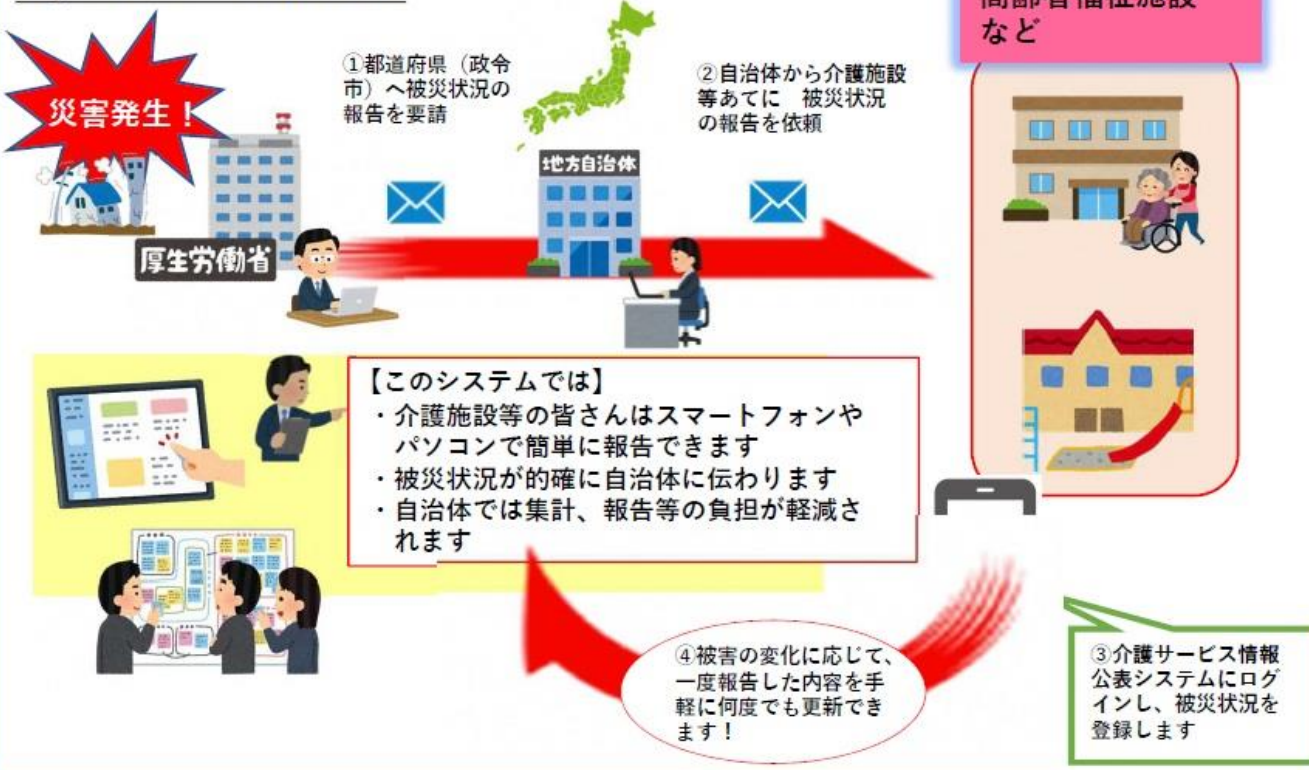 高齢者福祉施設
など
災害発生！
①都道府県（政令
市）へ被災状況の
報告を要請
②自治体から介護施設
等あてに　被災状況
の報告を依頼
地方自治体
厚生労働省
【このシステムでは】
・介護施設等の皆さんはスマートフォンや
パソコンで簡単に報告できます
・被災状況が的確に自治体に伝わります
・自治体では集計、報告等の負担が軽減さ
れます
④被害の変化に応じて、
一度報告した内容を手
軽に何度でも更新でき
ます！
③介護サービス情報
公表システムにログ
インし、被災状況を
登録します